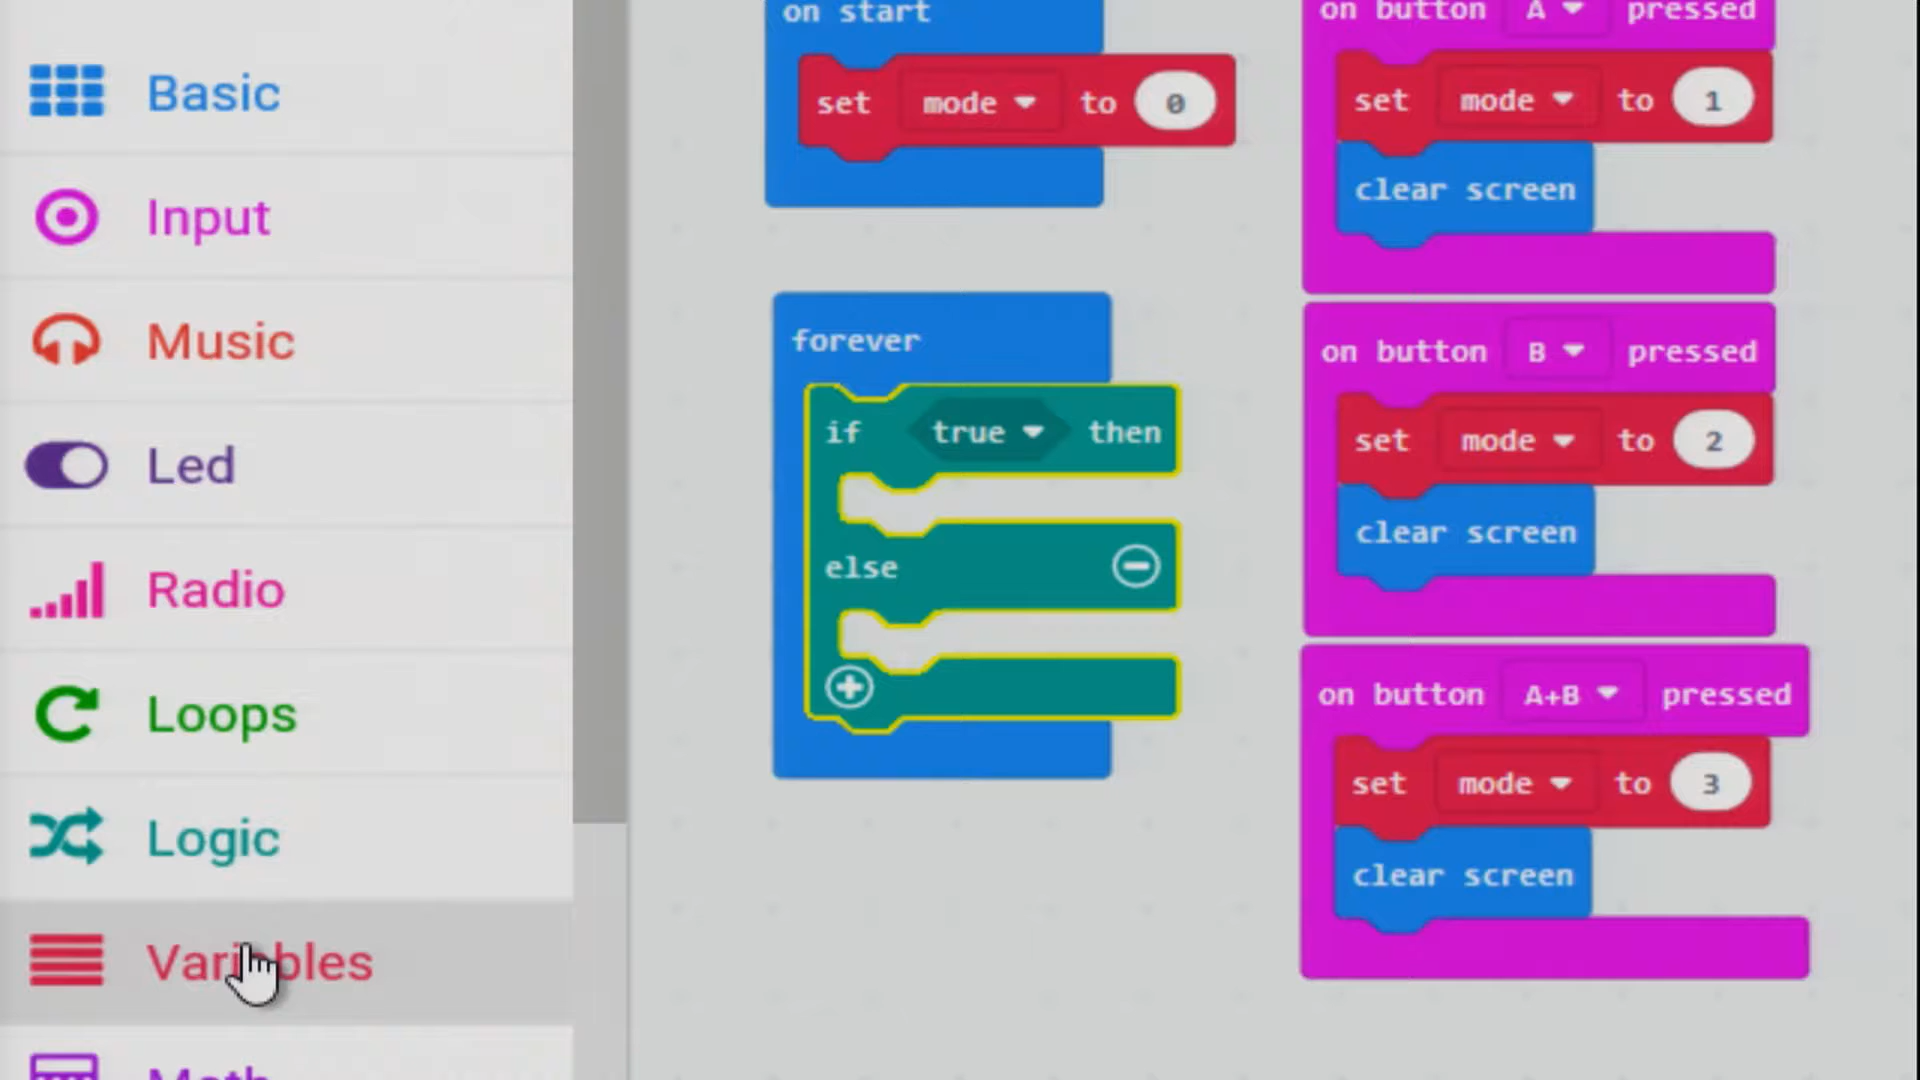 Basic
Input
Music
Led
Radio
Loops
Logic
Variables
Math
on start
set mode to 0
forever
if true then
else
on button A pressed
set mode to 1
clear screen
on button B pressed
set mode to 2
clear screen
on button A+B pressed
set mode to 3
clear screen